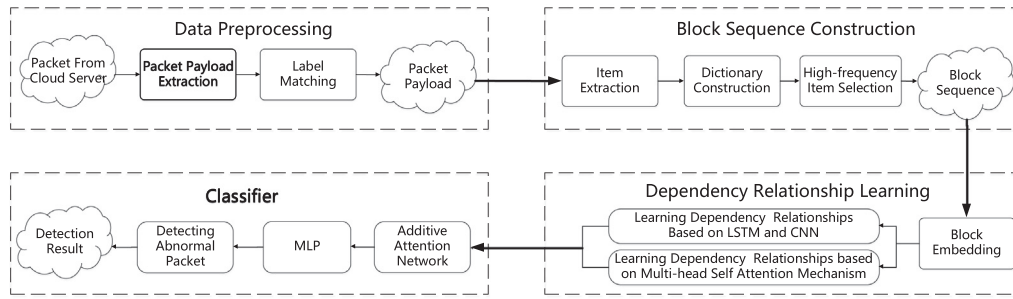 Data Preprocessing
Packet From
Cloud Server
Packet Payload
Extraction
Label
Matching
Packet
Payload
Block Sequence Construction
Item
Extraction
Dictionary
Construction
High-frequency
Item Selection
Block
Sequence
Dependency Relationship Learning
Block
Embedding
Learning Dependency Relationships
Based on LSTM and CNN
Learning Dependency Relationships based
on Multi-head Self Attention Mechanism
Classifier
Additive
Attention
Network
MLP
Detecting
Abnormal
Packet
Detection
Result